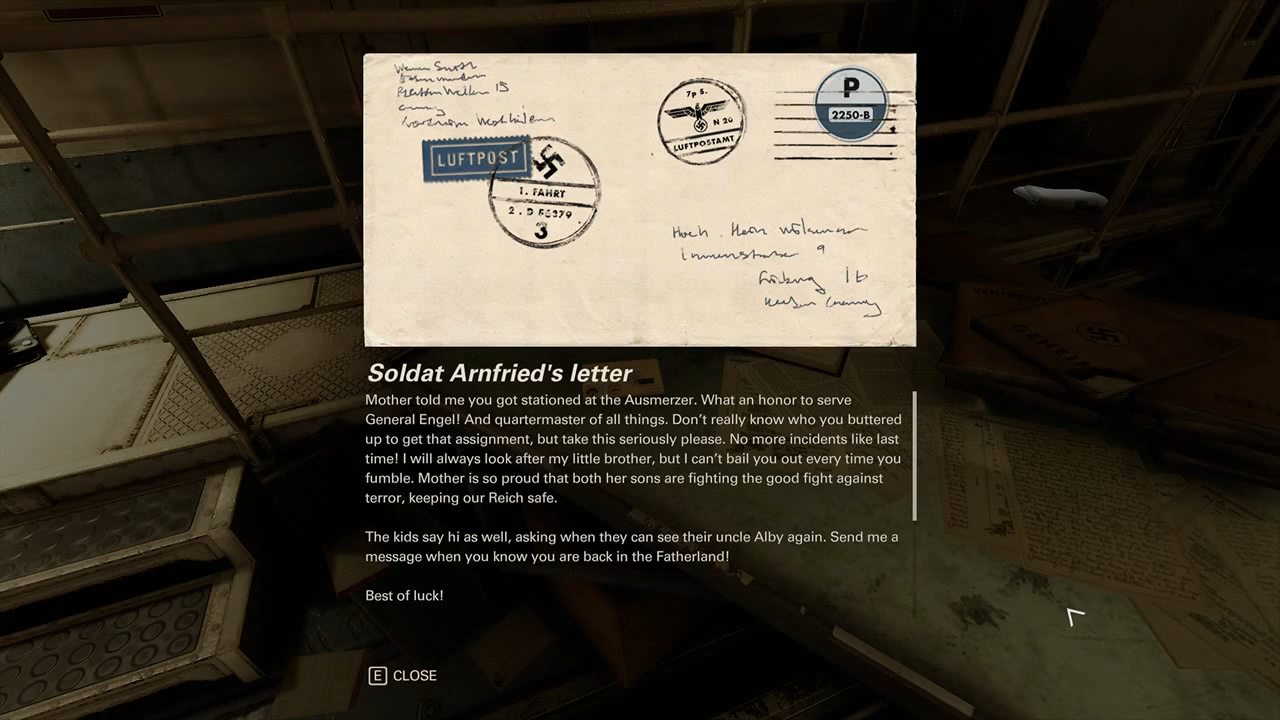 LUFTPOST
1. FAHRT
3
7p 5.
N 26
LUFTPOSTAMT
P
2250-B
9
Soldat Arnfried's letter
Mother told me you got stationed at the Ausmerzer. What an honor to serve
General Engel! And quartermaster of all things. Don't really know who you buttered
up to get that assignment, but take this seriously please. No more incidents like last
time! I will always look after my little brother, but I can't bail you out every time you
fumble. Mother is so proud that both her sons are fighting the good fight against
terror, keeping our Reich safe.
The kids say hi as well, asking when they can see their uncle Alby again. Send me a
message when you know you are back in the Fatherland!
Best of luck!
E CLOSE